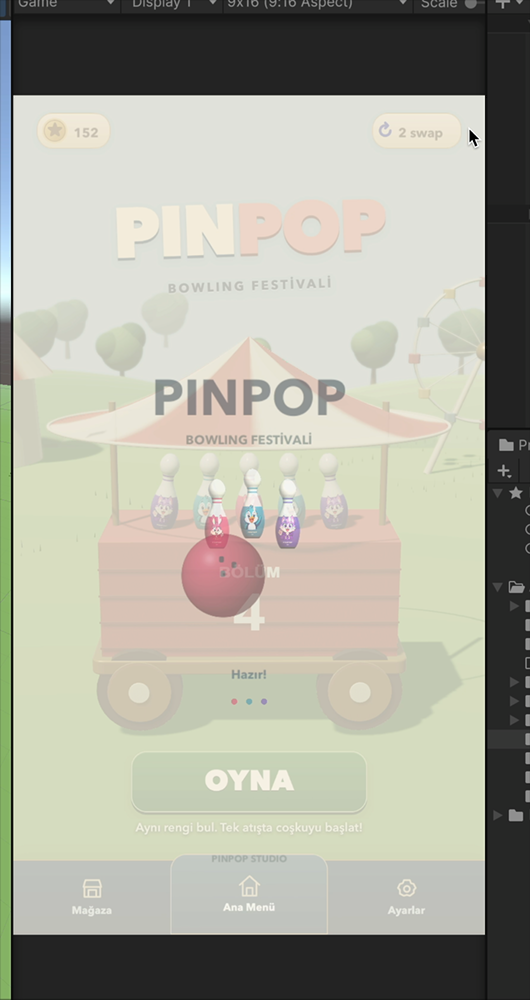 Game
Display 1
9x16 (9:16 Aspect)
Scale
152
2 swap
PINPOP
BOWLING FESTİVALİ
PINPOP
BOWLING FESTİVALİ
BÖLÜM
4
Hazır!
OYNA
Aynı rengi bul. Tek atışta coşkuyu başlat!
PINPOP STUDIO
Mağaza
Ana Menü
Ayarlar